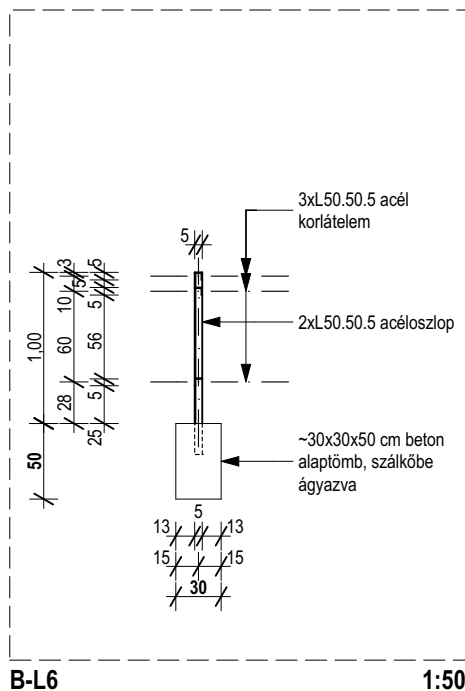 3xL50.50.5 acél
korlátelem
5
3
5
5
10
5
1,00
2xL50.50.5 acéloszlop
60
56
5
28
25
50
~30x30x50 cm beton
alaptömb, szálkőbe
ágyazva
5
13
13
15
15
30
B-L6
1:50